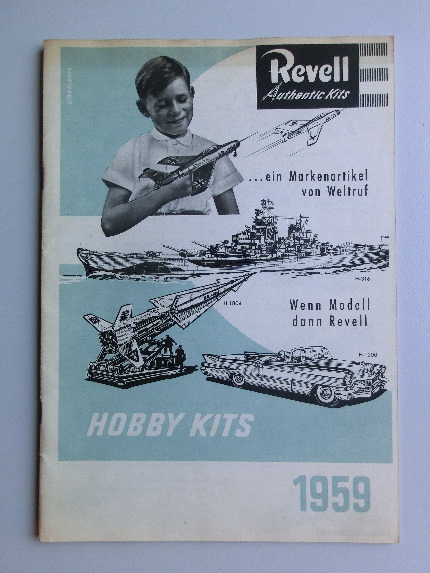 Revell
Authentic Kits
...ein Markenartikel
von Weltruf
Wenn Modell
dann Revell
HOBBY KITS
1959